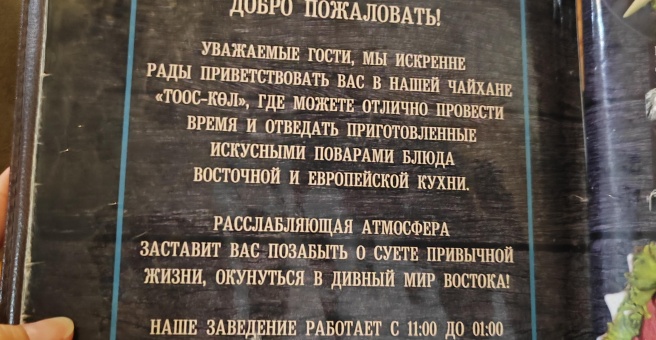 ДОБРО ПОЖАЛОВАТЬ!
УВАЖАЕМЫЕ ГОСТИ, МЫ ИСКРЕННЕ
РАДЫ ПРИВЕТСТВОВАТЬ ВАС В НАШЕЙ ЧАЙХАНЕ
«ТООС-КӨЛ», ГДЕ МОЖЕТЕ ОТЛИЧНО ПРОВЕСТИ
ВРЕМЯ И ОТВЕДАТЬ ПРИГОТОВЛЕННЫЕ
ИСКУСНЫМИ ПОВАРАМИ БЛЮДА
ВОСТОЧНОЙ И ЕВРОПЕЙСКОЙ КУХНИ.
РАССЛАБЛЯЮЩАЯ АТМОСФЕРА
ЗАСТАВИТ ВАС ПОЗАБЫТЬ О СУЕТЕ ПРИВЫЧНОЙ
ЖИЗНИ, ОКУНУТЬСЯ В ДИВНЫЙ МИР ВОСТОКА!
НАШЕ ЗАВЕДЕНИЕ РАБОТАЕТ С 11:00 ДО 01:00